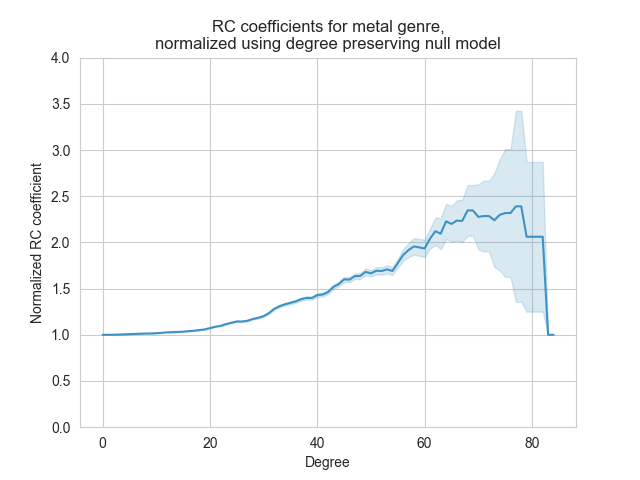 RC coefficients for metal genre,
normalized using degree preserving null model
4.0
3.5
3.0
2.5
2.0
1.5
1.0
0.5
0.0
Normalized RC coefficient
0 20 40 60 80
Degree